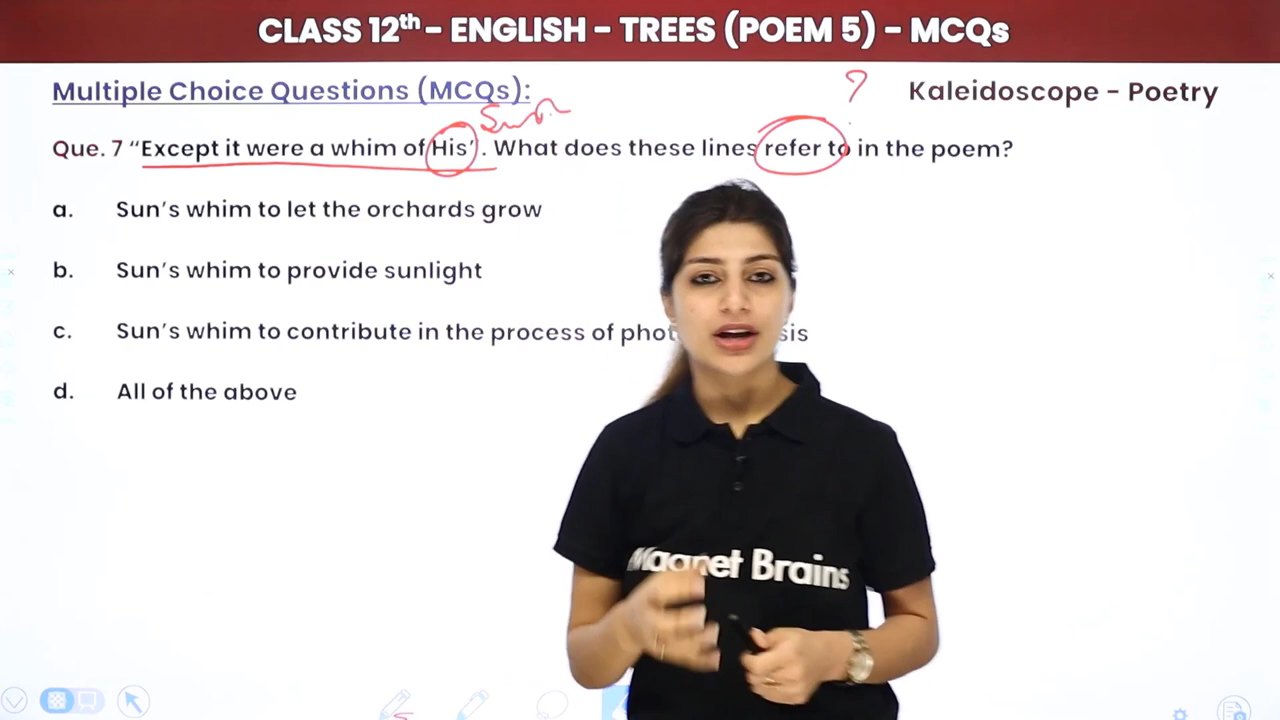 CLASS 12th - ENGLISH - TREES (POEM 5) - MCQs
Multiple Choice Questions (MCQs):
?
Kaleidoscope - Poetry
Sun
Que. 7 “Except it were a whim of His’ . What does these lines refer to in the poem?
a. Sun’s whim to let the orchards grow
b. Sun’s whim to provide sunlight
c. Sun’s whim to contribute in the process of
d. All of the above
Magnet Brains